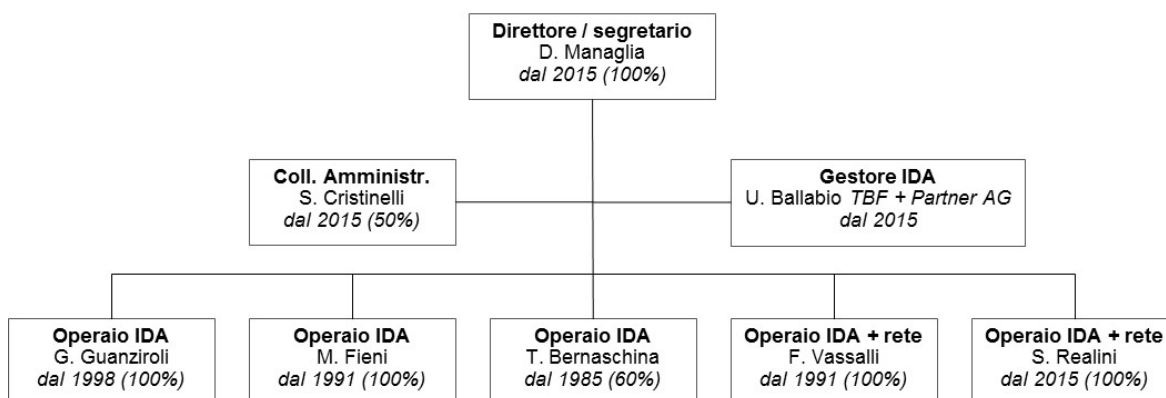 Direttore / segretario
D. Managlia
dal 2015 (100%)
Coll. Amministr.
S. Cristinelli
dal 2015 (50%)
Gestore IDA
U. Ballabio TBF + Partner AG
dal 2015
Operaio IDA
G. Guanziroli
dal 1998 (100%)
Operaio IDA
M. Fieni
dal 1991 (100%)
Operaio IDA
T. Bernaschina
dal 1985 (60%)
Operaio IDA + rete
F. Vassalli
dal 1991 (100%)
Operaio IDA + rete
S. Realini
dal 2015 (100%)